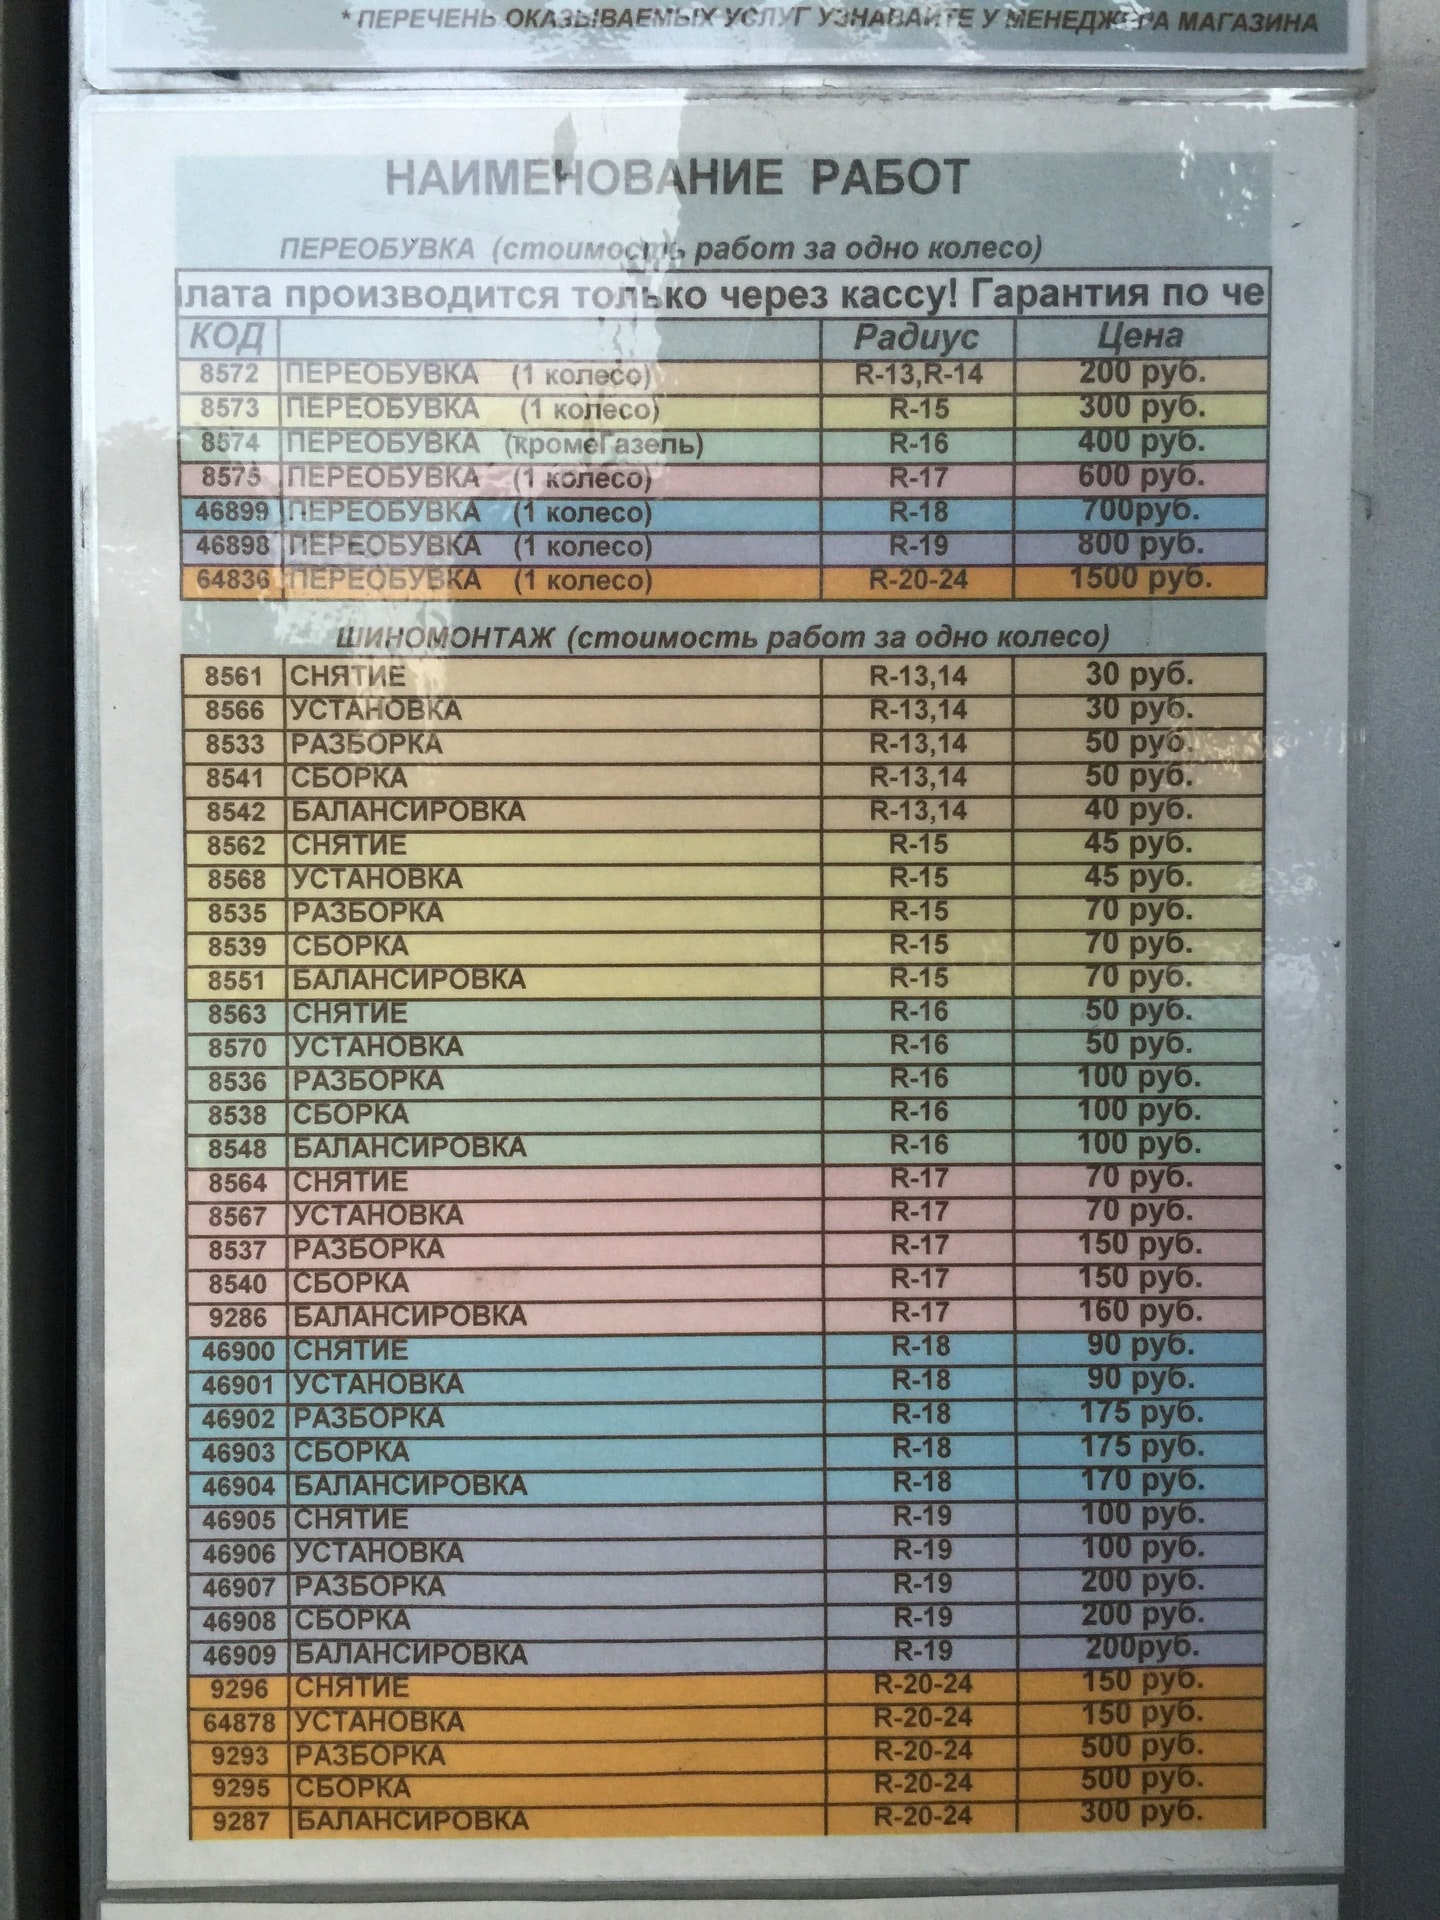 * ПЕРЕЧЕНЬ ОКАЗЫВАЕМЫХ УСЛУГ УЗНАВАЙТЕ У МЕНЕДЖЕРА МАГАЗИНА
НАИМЕНОВАНИЕ РАБОТ
ПЕРЕОБУВКА (стоимость работ за одно колесо)
лата производится только через кассу! Гарантия по че
КОД Радиус Цена
8572 ПЕРЕОБУВКА (1 колесо) R-13,R-14 200 руб.
8573 ПЕРЕОБУВКА (1 колесо) R-15 300 руб.
8574 ПЕРЕОБУВКА (кромеГазель) R-16 400 руб.
8575 ПЕРЕОБУВКА (1 колесо) R-17 600 руб.
46899 ПЕРЕОБУВКА (1 колесо) R-18 700руб.
46898 ПЕРЕОБУВКА (1 колесо) R-19 800 руб.
64836 ПЕРЕОБУВКА (1 колесо) R-20-24 1500 руб.
ШИНОМОНТАЖ (стоимость работ за одно колесо)
8561 СНЯТИЕ R-13,14 30 руб.
8566 УСТАНОВКА R-13,14 30 руб.
8533 РАЗБОРКА R-13,14 50 руб.
8541 СБОРКА R-13,14 50 руб.
8542 БАЛАНСИРОВКА R-13,14 40 руб.
8562 СНЯТИЕ R-15 45 руб.
8568 УСТАНОВКА R-15 45 руб.
8535 РАЗБОРКА R-15 70 руб.
8539 СБОРКА R-15 70 руб.
8551 БАЛАНСИРОВКА R-15 70 руб.
8563 СНЯТИЕ R-16 50 руб.
8570 УСТАНОВКА R-16 50 руб.
8536 РАЗБОРКА R-16 100 руб.
8538 СБОРКА R-16 100 руб.
8548 БАЛАНСИРОВКА R-16 100 руб.
8564 СНЯТИЕ R-17 70 руб.
8567 УСТАНОВКА R-17 70 руб.
8537 РАЗБОРКА R-17 150 руб.
8540 СБОРКА R-17 150 руб.
9286 БАЛАНСИРОВКА R-17 160 руб.
46900 СНЯТИЕ R-18 90 руб.
46901 УСТАНОВКА R-18 90 руб.
46902 РАЗБОРКА R-18 175 руб.
46903 СБОРКА R-18 175 руб.
46904 БАЛАНСИРОВКА R-18 170 руб.
46905 СНЯТИЕ R-19 100 руб.
46906 УСТАНОВКА R-19 100 руб.
46907 РАЗБОРКА R-19 200 руб.
46908 СБОРКА R-19 200 руб.
46909 БАЛАНСИРОВКА R-19 200руб.
9296 СНЯТИЕ R-20-24 150 руб.
64878 УСТАНОВКА R-20-24 150 руб.
9293 РАЗБОРКА R-20-24 500 руб.
9295 СБОРКА R-20-24 500 руб.
9287 БАЛАНСИРОВКА R-20-24 300 руб.